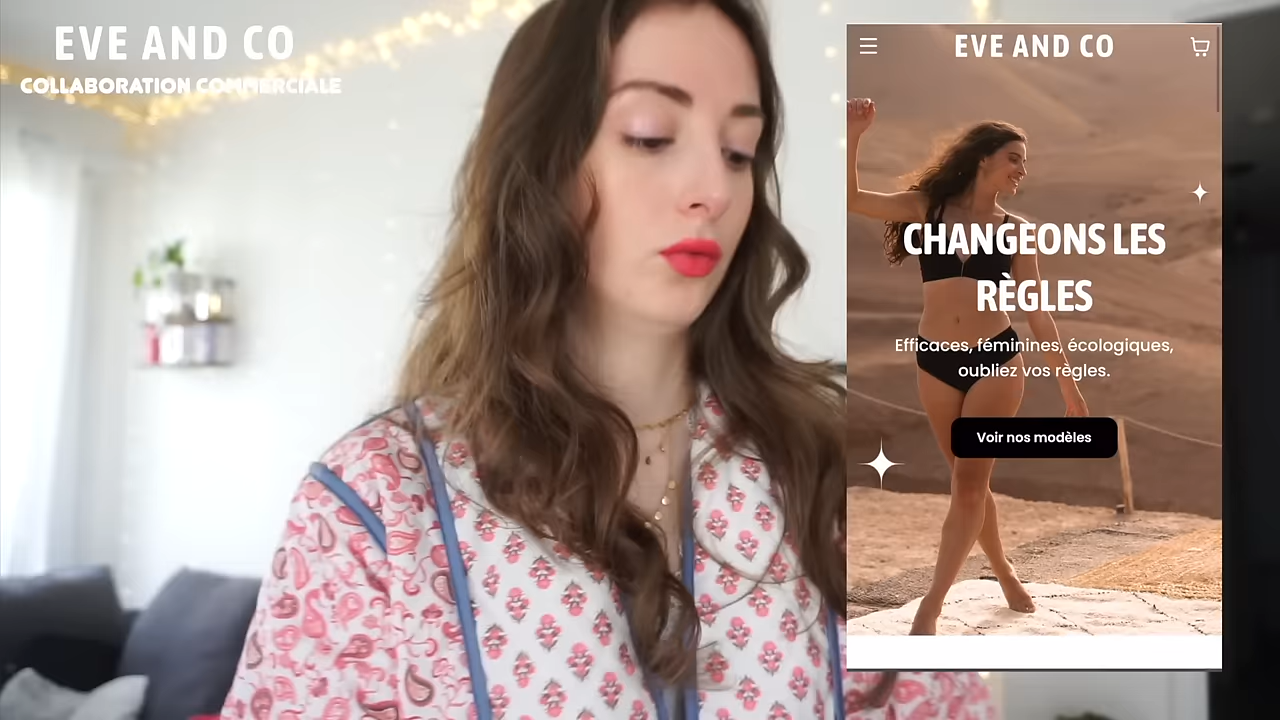 EVE AND CO
COLLABORATION COMMERCIALE
EVE AND CO
CHANGEONS LES
RÈGLES
Efficaces, féminines, écologiques,
oubliez vos règles.
Voir nos modèles